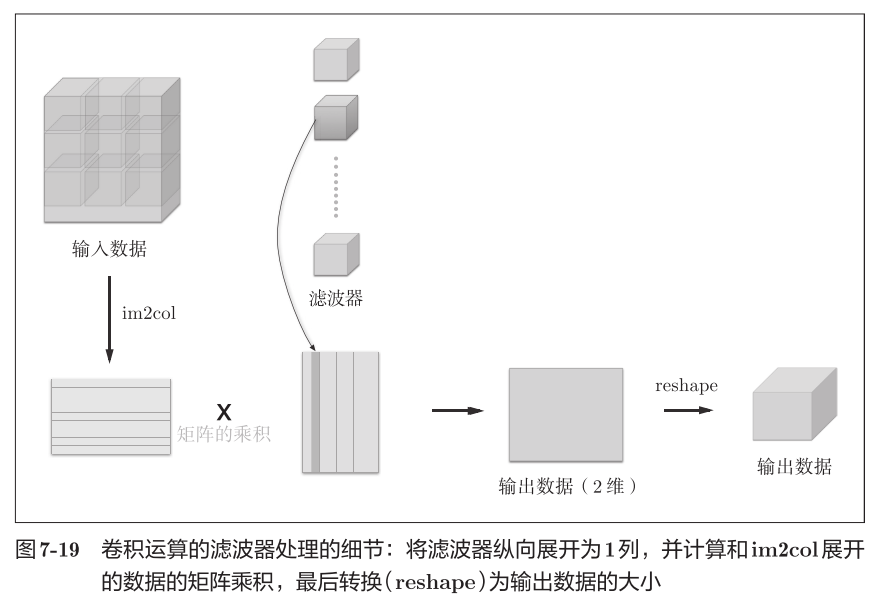 输入数据
滤波器
im2col
X
矩阵的乘积
reshape
输出数据（2 维）
输出数据
图7-19 卷积运算的滤波器处理的细节：将滤波器纵向展开为1列，并计算和im2col展开
的数据的矩阵乘积，最后转换（reshape）为输出数据的大小